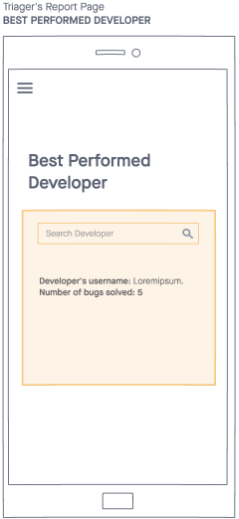 Triager's Report Page
BEST PERFORMED DEVELOPER
Best Performed
Developer
Search Developer
Developer's username: Loremipsum.
Number of bugs solved: 5